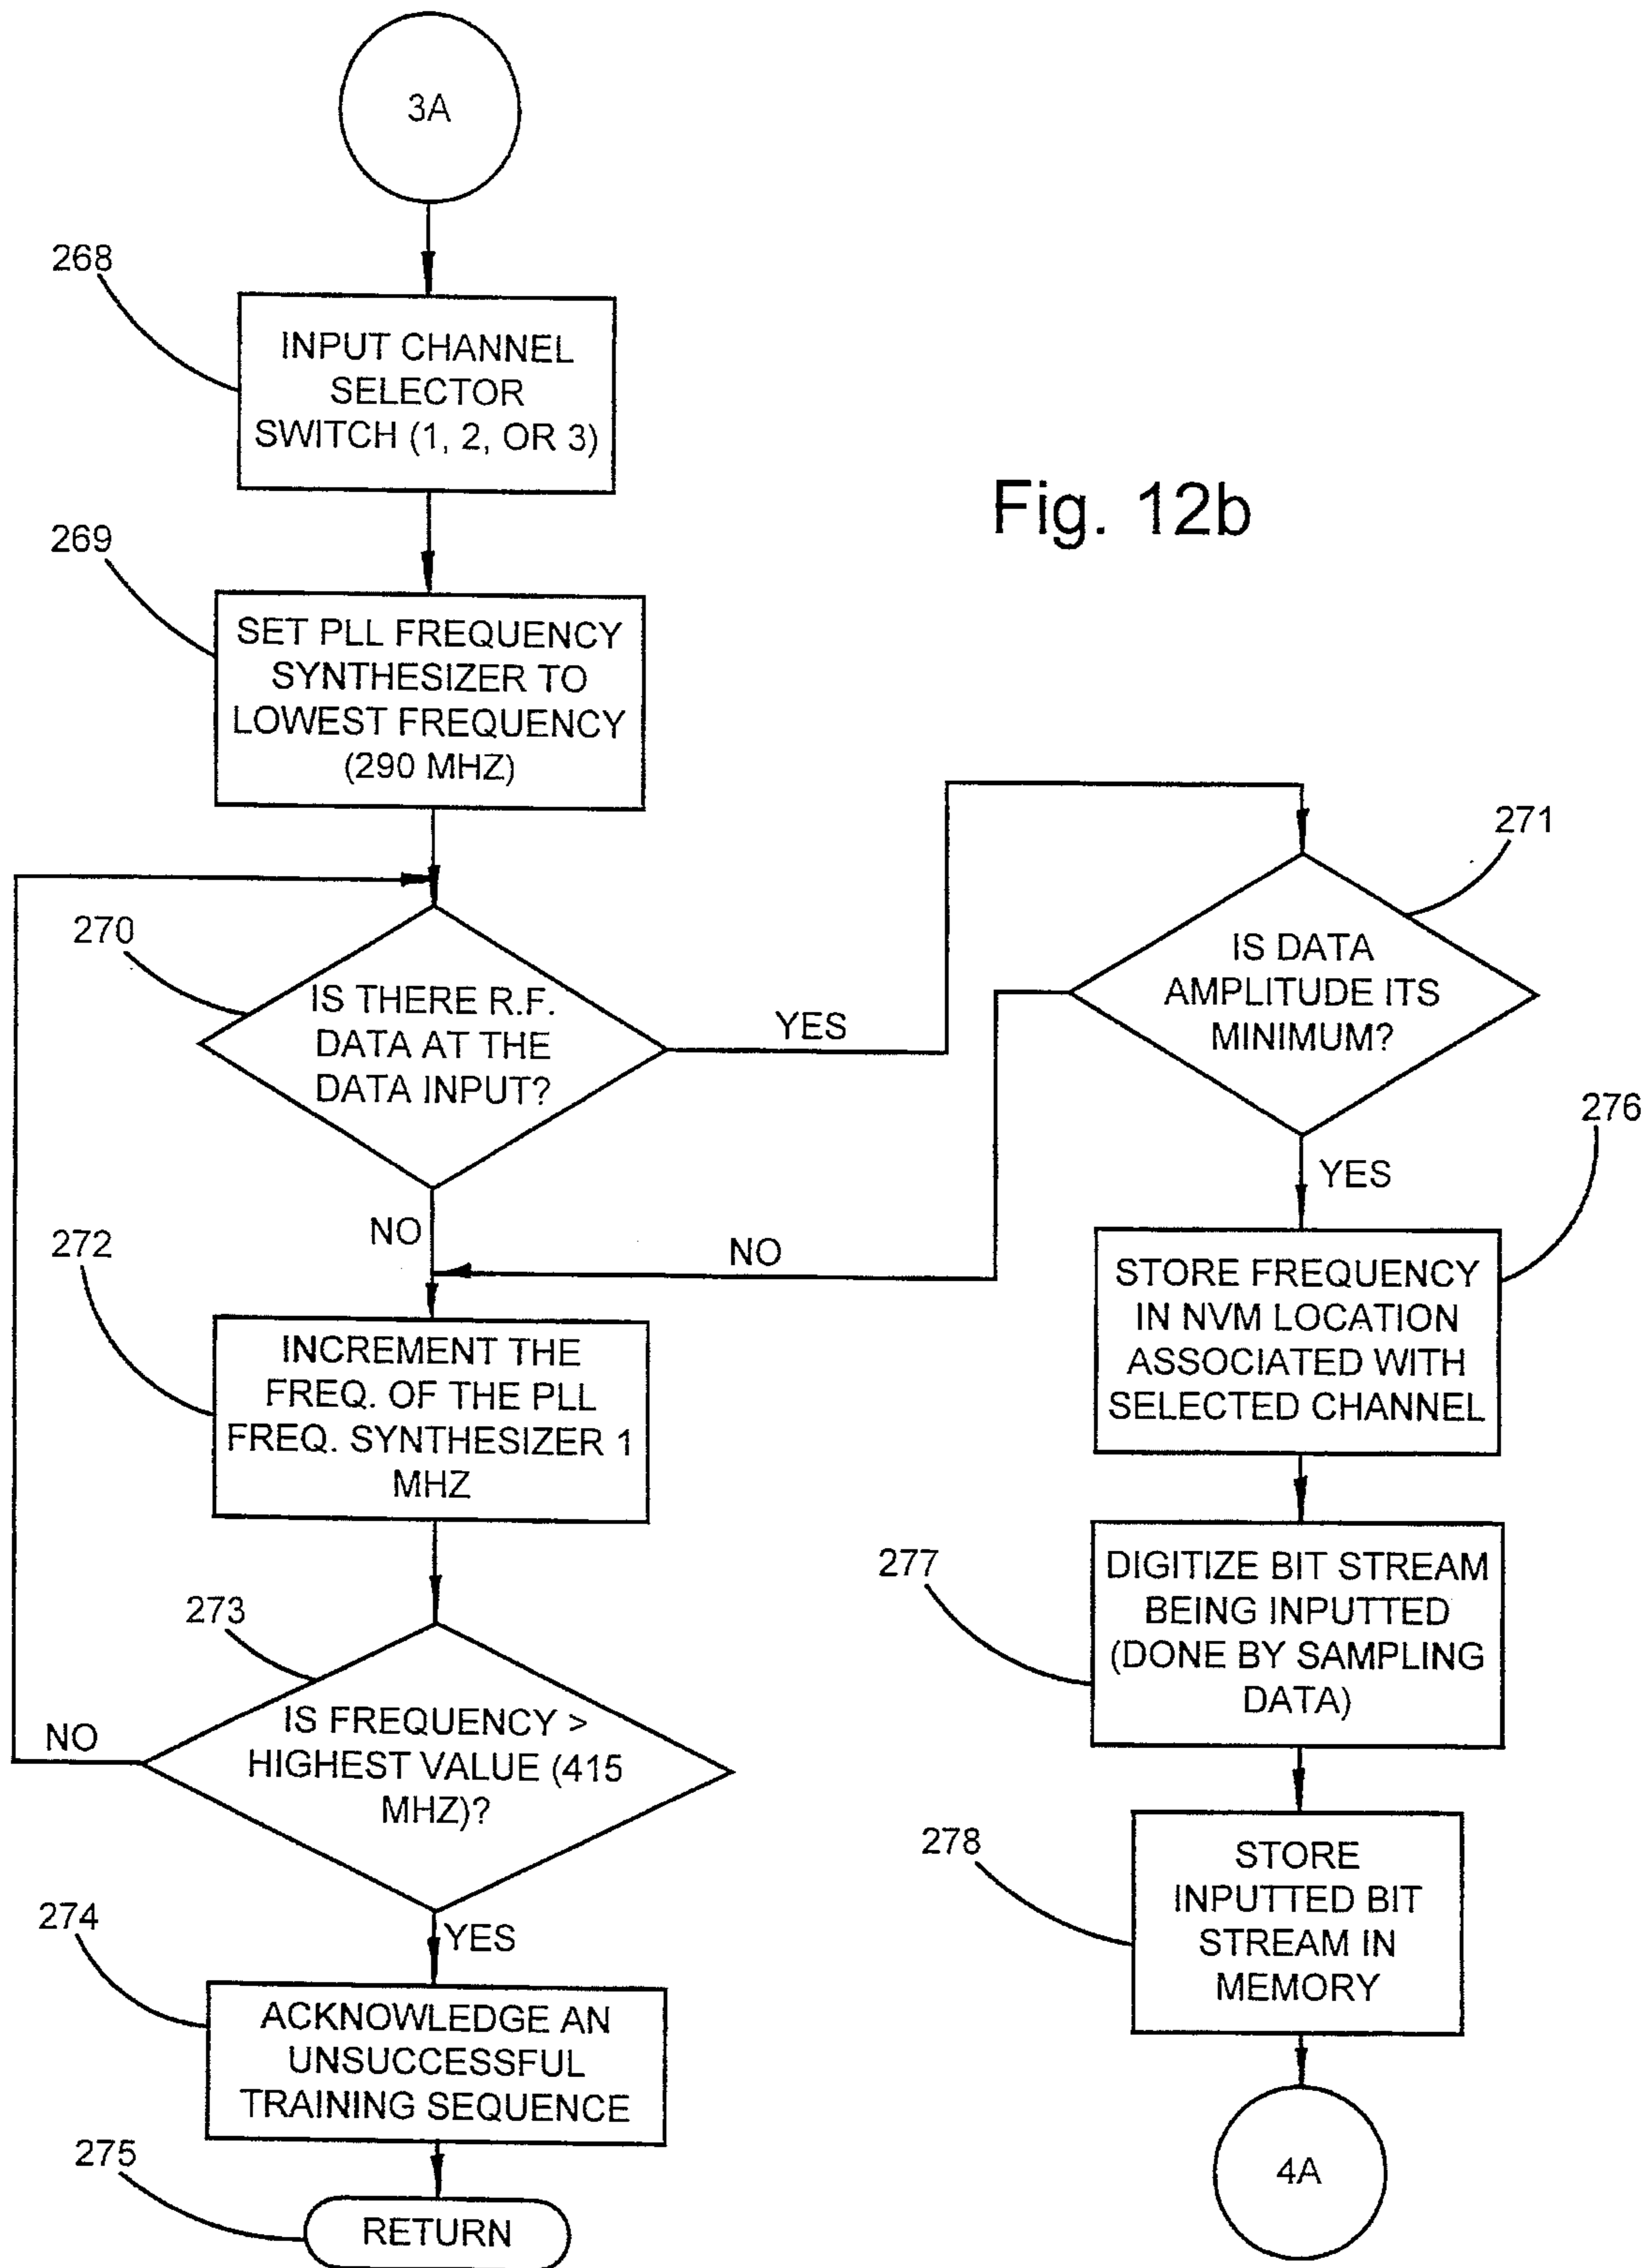 3A
268
INPUT CHANNEL
SELECTOR
SWITCH (1, 2, OR 3)
Fig. 12b
269
SET PLL FREQUENCY
SYNTHESIZER TO
LOWEST FREQUENCY
(290 MHZ)
270
IS THERE R.F.
DATA AT THE
DATA INPUT?
YES
271
IS DATA
AMPLITUDE ITS
MINIMUM?
NO
NO
YES
276
STORE FREQUENCY
IN NVM LOCATION
ASSOCIATED WITH
SELECTED CHANNEL
272
INCREMENT THE
FREQ. OF THE PLL
FREQ. SYNTHESIZER 1
MHZ
277
DIGITIZE BIT STREAM
BEING INPUTTED
(DONE BY SAMPLING
DATA)
273
IS FREQUENCY >
HIGHEST VALUE (415
MHZ)?
NO
YES
278
STORE
INPUTTED BIT
STREAM IN
MEMORY
274
ACKNOWLEDGE AN
UNSUCCESSFUL
TRAINING SEQUENCE
275
RETURN
4A